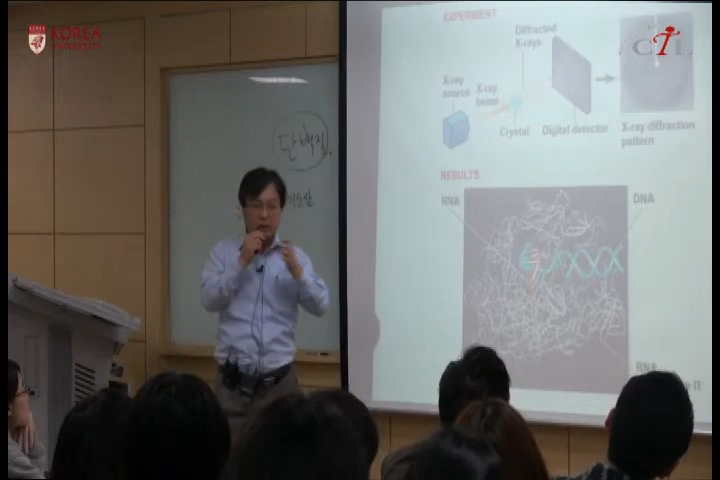 KOREA
UNIVERSITY
EXPERIMENT
Diffracted
X-rays
X-ray
source
X-ray
beam
Crystal
Digital detector
X-ray diffraction
pattern
단백질
RESULTS
RNA
DNA
RNA
II